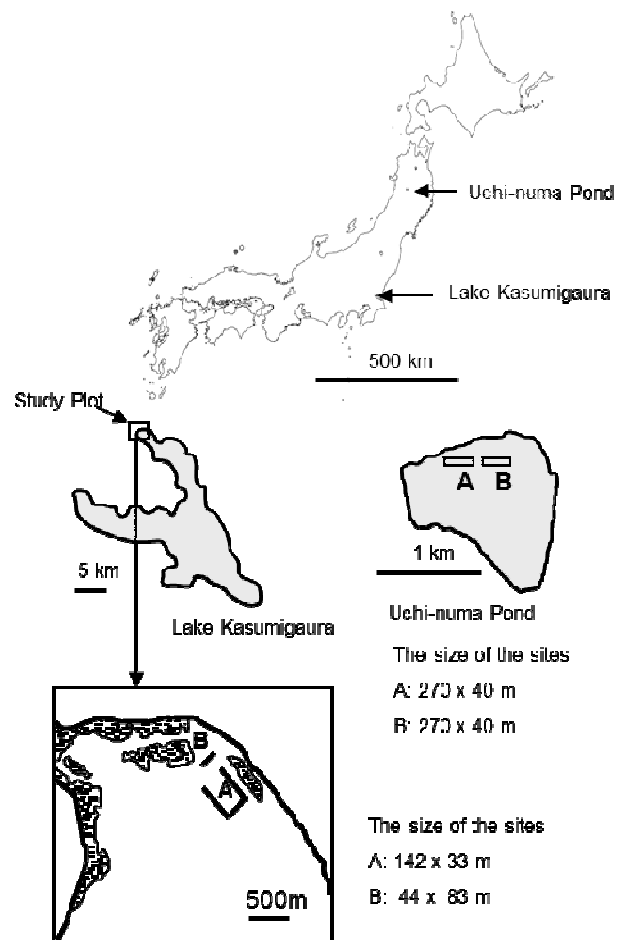 Uchi-numa Pond
Lake Kasumigaura
500 km
Study Plot
A B
1 km
5 km
Lake Kasumigaura
Uchi-numa Pond
The size of the sites
A: 270 x 40 m
B: 270 x 40 m
B
A
500m
The size of the sites
A: 142 x 33 m
B: 44 x 83 m